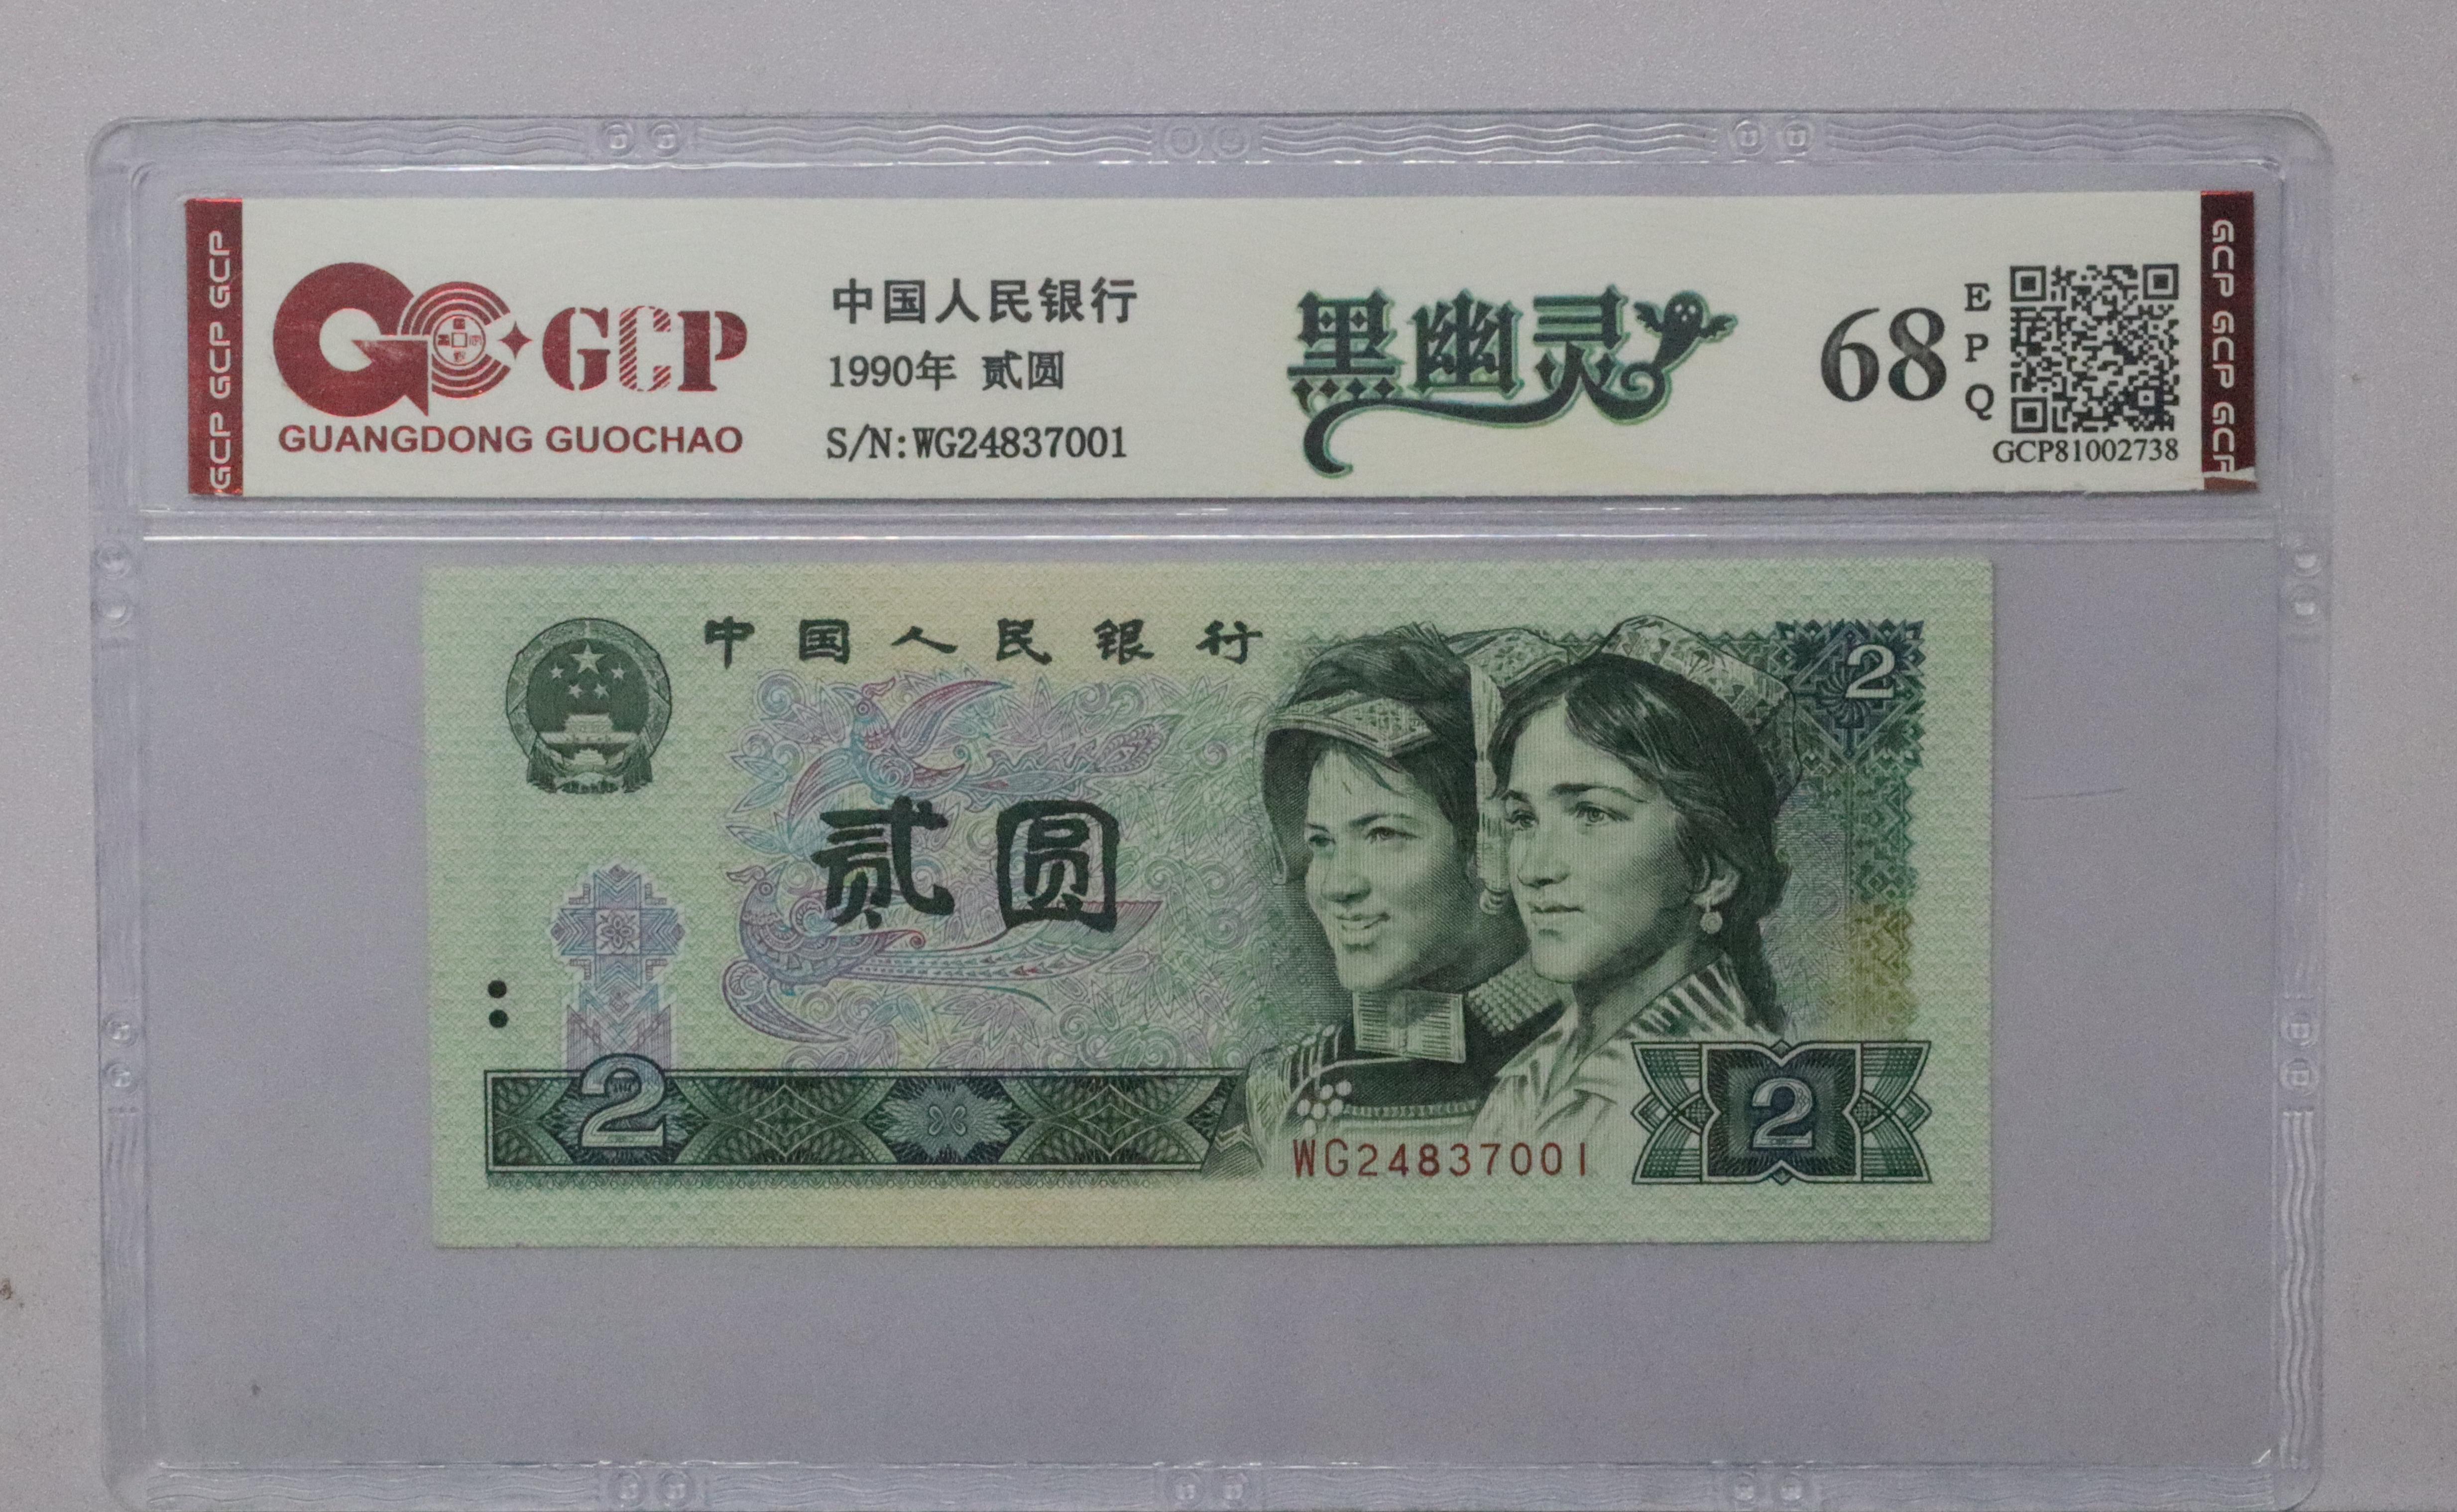 GCP GCP GCP
GCP
GUANGDONG GUOCHAO
中国人民银行
1990年 贰圆
S/N:WG24837001
黑幽灵
68
EPQ
GCP81002738
GCP GCP GCP
中国人民银行
2
贰圆
2
2
WG24837001